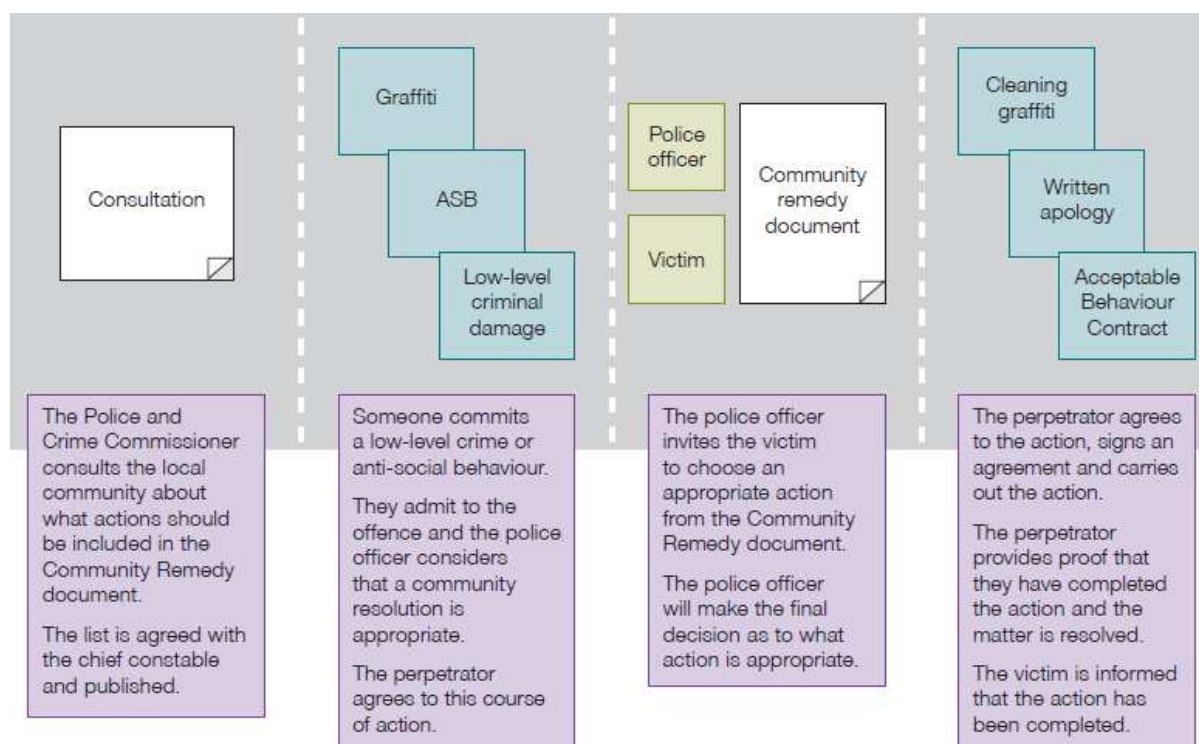 Consultation
The Police and
Crime Commissioner
consults the local
community about
what actions should
be included in the
Community Remedy
document.
The list is agreed with
the chief constable
and published.
Graffiti
ASB
Low-level
criminal
damage
Someone commits
a low-level crime or
anti-social behaviour.
They admit to the
offence and the police
officer considers
that a community
resolution is
appropriate.
The perpetrator
agrees to this course
of action.
Police
officer
Victim
Community
remedy
document
The police officer
invites the victim
to choose an
appropriate action
from the Community
Remedy document.
The police officer
will make the final
decision as to what
action is appropriate.
Cleaning
graffiti
Written
apology
Acceptable
Behaviour
Contract
The perpetrator agrees
to the action, signs an
agreement and carries
out the action.
The perpetrator
provides proof that
they have completed
the action and the
matter is resolved.
The victim is informed
that the action has
been completed.